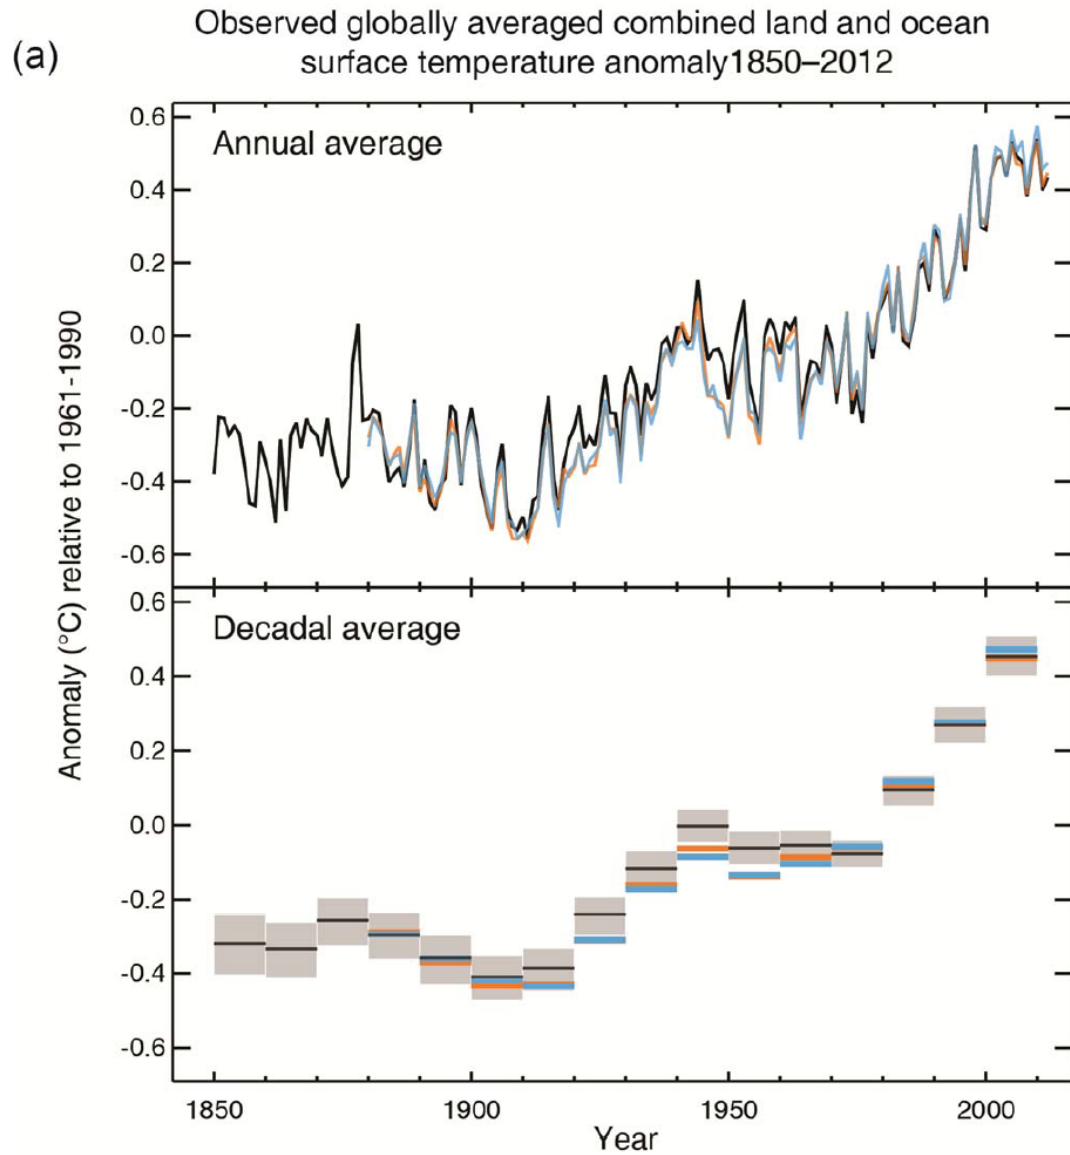 (a)
Observed globally averaged combined land and ocean
surface temperature anomaly1850–2012
Annual average
0.6
0.4
0.2
0.0
-0.2
-0.4
-0.6
Anomaly (°C) relative to 1961-1990
Decadal average
0.6
0.4
0.2
0.0
-0.2
-0.4
-0.6
1850
1900
1950
2000
Year